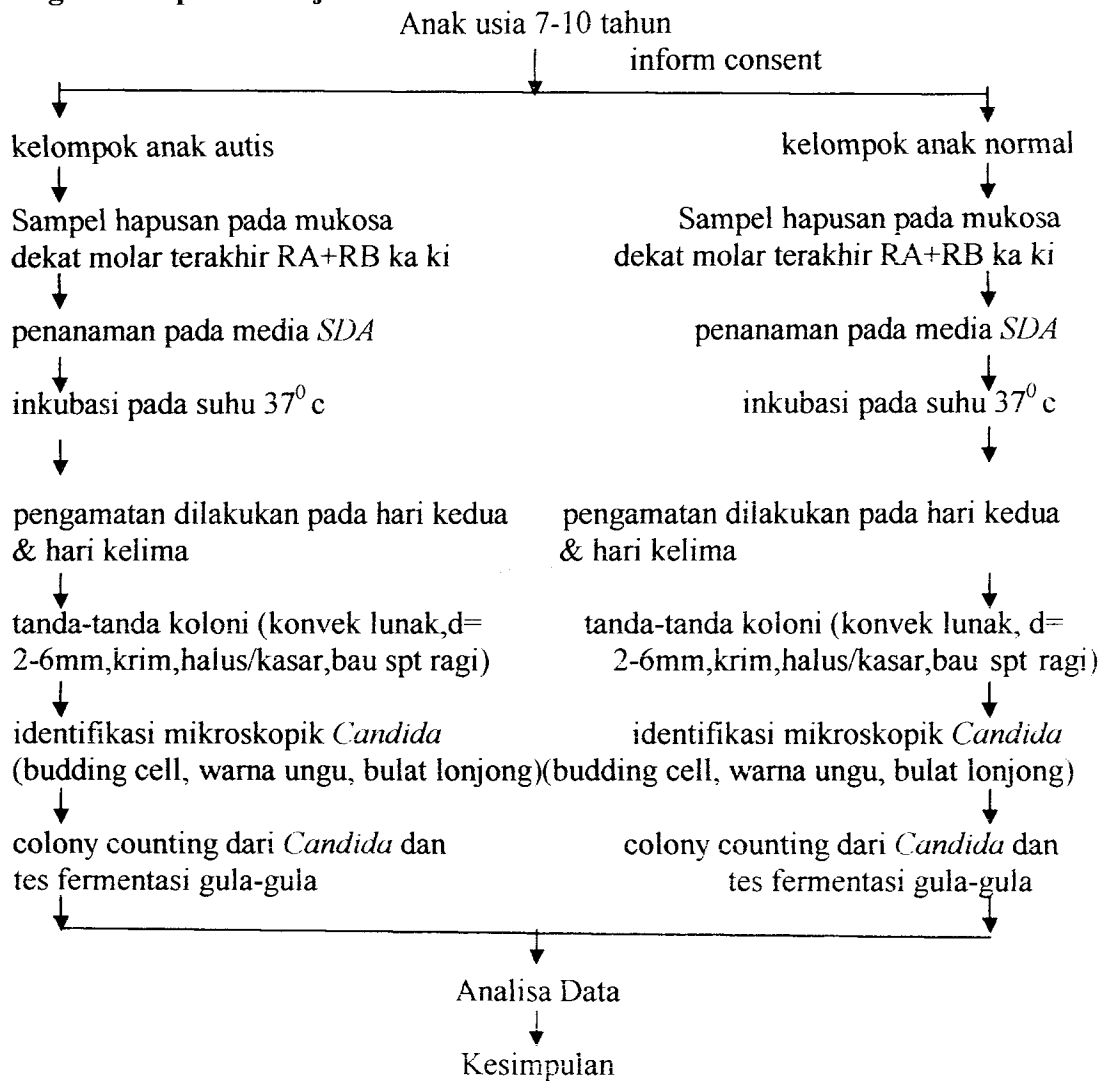 Anak usia 7-10 tahun
inform consent
kelompok anak autis
Sampel hapusan pada mukosa
dekat molar terakhir RA+RB ka ki
penanaman pada media SDA
inkubasi pada suhu 37⁰ c
pengamatan dilakukan pada hari kedua
& hari kelima
tanda-tanda koloni (konvek lunak,d=
2-6mm,krim,halus/kasar,bau spt ragi)
identifikasi mikroskopik Candida
(budding cell, warna ungu, bulat lonjong)
colony counting dari Candida dan
tes fermentasi gula-gula
kelompok anak normal
Sampel hapusan pada mukosa
dekat molar terakhir RA+RB ka ki
penanaman pada media SDA
inkubasi pada suhu 37⁰ c
pengamatan dilakukan pada hari kedua
& hari kelima
tanda-tanda koloni (konvek lunak, d=
2-6mm,krim,halus/kasar,bau spt ragi)
identifikasi mikroskopik Candida
(budding cell, warna ungu, bulat lonjong)
colony counting dari Candida dan
tes fermentasi gula-gula
Analisa Data
Kesimpulan